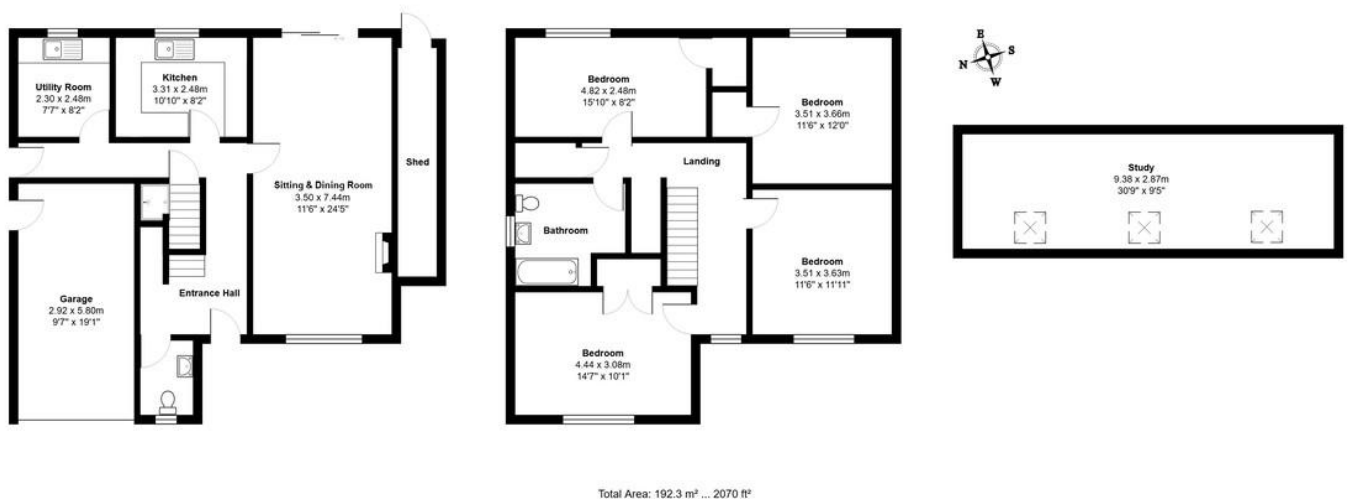 Utility Room
2.30 x 2.48m
7'7" x 8'2"
Kitchen
3.31 x 2.48m
10'10" x 8'2"
Sitting & Dining Room
3.50 x 7.44m
11'6" x 24'5"
Shed
Entrance Hall
Garage
2.92 x 5.80m
9'7" x 19'1"
Bedroom
4.82 x 2.48m
15'10" x 8'2"
Bedroom
3.51 x 3.66m
11'6" x 12'0"
Landing
Bathroom
Bedroom
3.51 x 3.63m
11'6" x 11'11"
Bedroom
4.44 x 3.08m
14'7" x 10'1"
E
S
N
W
Study
9.38 x 2.87m
30'9" x 9'5"
Total Area: 192.3 m² ... 2070 ft²